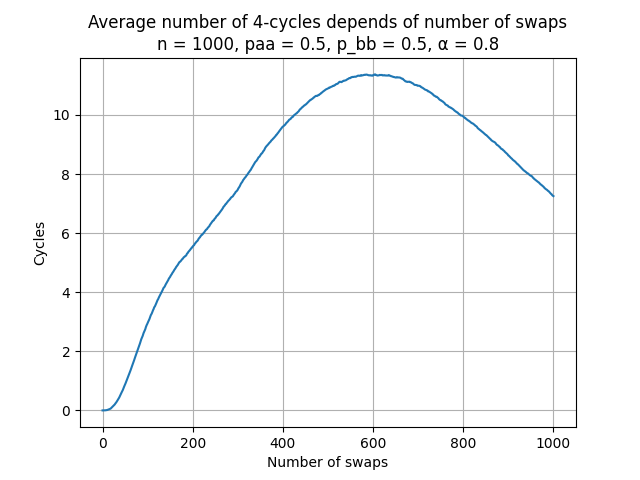 Average number of 4-cycles depends of number of swaps
n = 1000, paa = 0.5, p_bb = 0.5, α = 0.8
10
8
6
4
2
0
Cycles
0 200 400 600 800 1000
Number of swaps